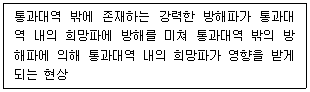 통과대역 밖에 존재하는 강력한 방해파가 통과대
역 내의 희망파에 방해를 미쳐 통과대역 밖의 방
해파에 의해 통과대역 내의 희망파가 영향을 받게
되는 현상